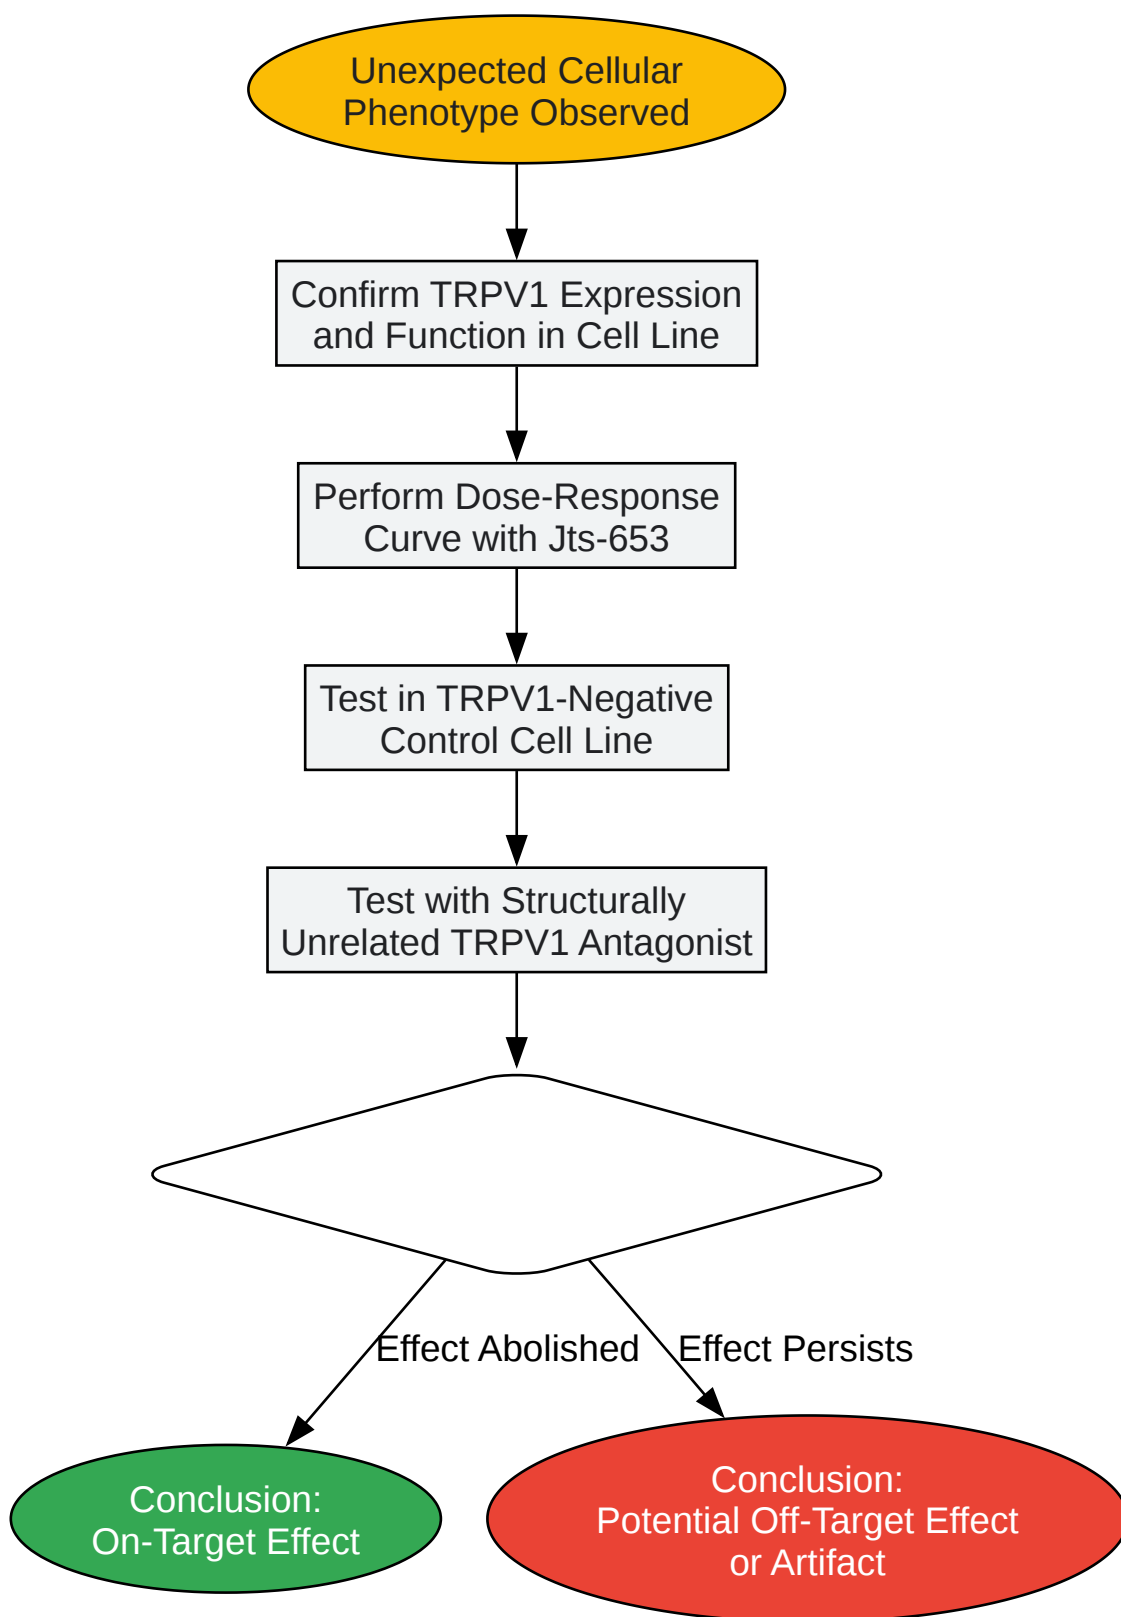 Unexpected Cellular
Phenotype Observed
Confirm TRPV1 Expression
and Function in Cell Line
Perform Dose-Response
Curve with Jts-653
Test in TRPV1-Negative
Control Cell Line
Test with Structurally
Unrelated TRPV1 Antagonist
Effect Abolished
Effect Persists
Conclusion:
On-Target Effect
Conclusion:
Potential Off-Target Effect
or Artifact